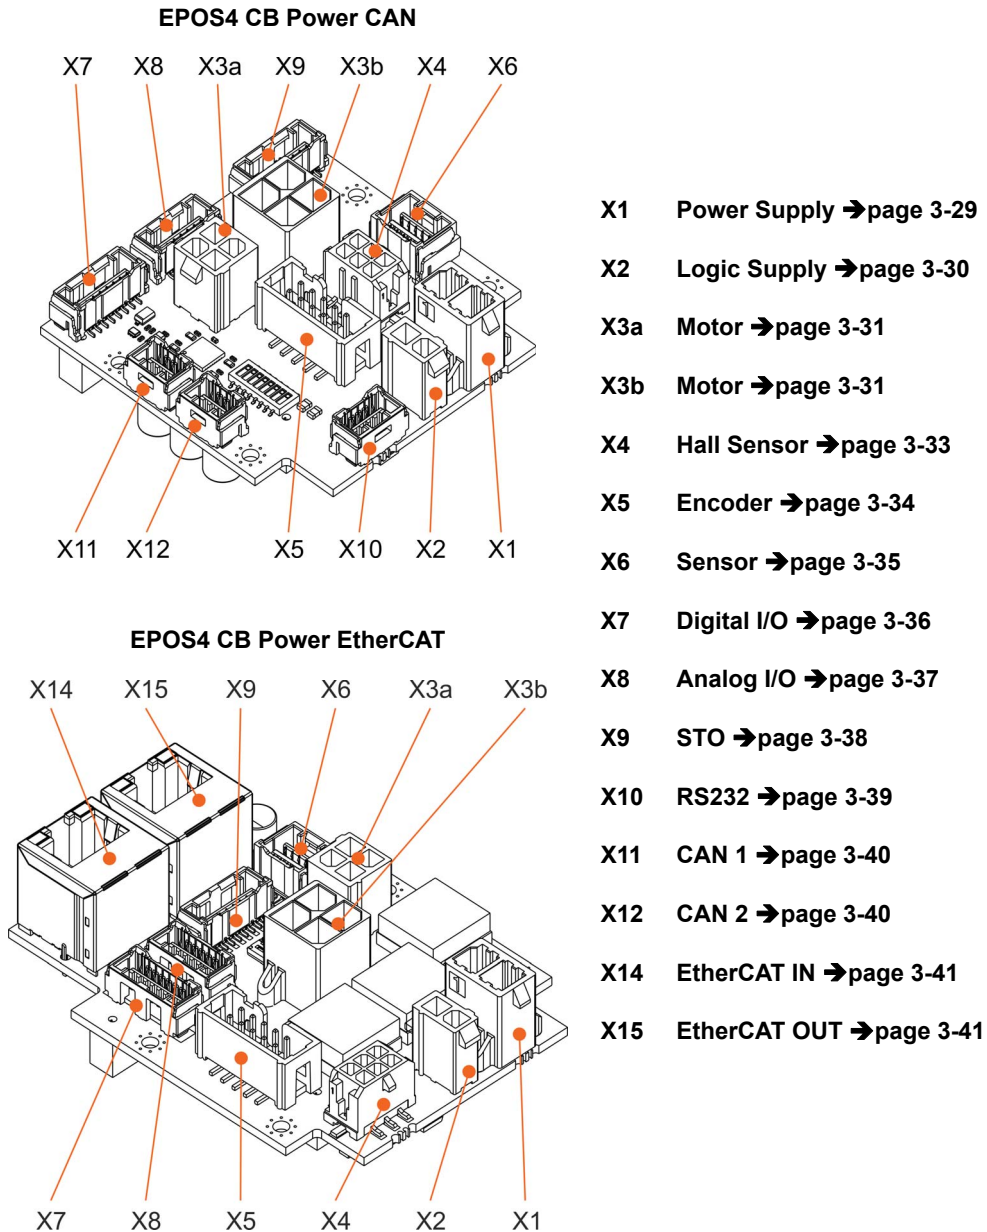 EPOS4 CB Power CAN
X7 X8 X3a X9 X3b X4 X6
X11 X12 X5 X10 X2 X1
EPOS4 CB Power EtherCAT
X14 X15 X9 X6 X3a X3b
X7 X8 X5 X4 X2 X1
X1 Power Supply ➔page 3-29
X2 Logic Supply ➔page 3-30
X3a Motor ➔page 3-31
X3b Motor ➔page 3-31
X4 Hall Sensor ➔page 3-33
X5 Encoder ➔page 3-34
X6 Sensor ➔page 3-35
X7 Digital I/O ➔page 3-36
X8 Analog I/O ➔page 3-37
X9 STO ➔page 3-38
X10 RS232 ➔page 3-39
X11 CAN 1 ➔page 3-40
X12 CAN 2 ➔page 3-40
X14 EtherCAT IN ➔page 3-41
X15 EtherCAT OUT ➔page 3-41